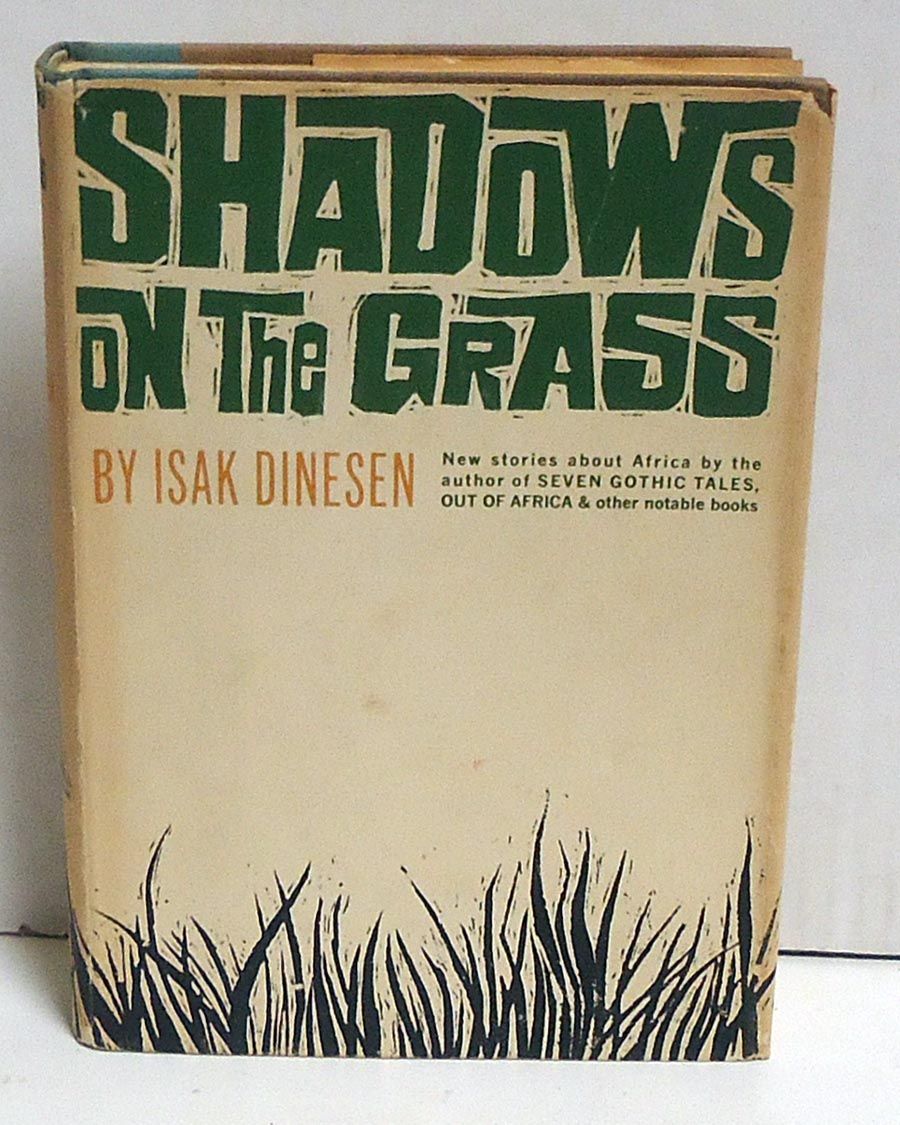 SHADOWS
ON The GRASS
BY ISAK DINESEN
New stories about Africa by the
author of SEVEN GOTHIC TALES,
OUT OF AFRICA & other notable books